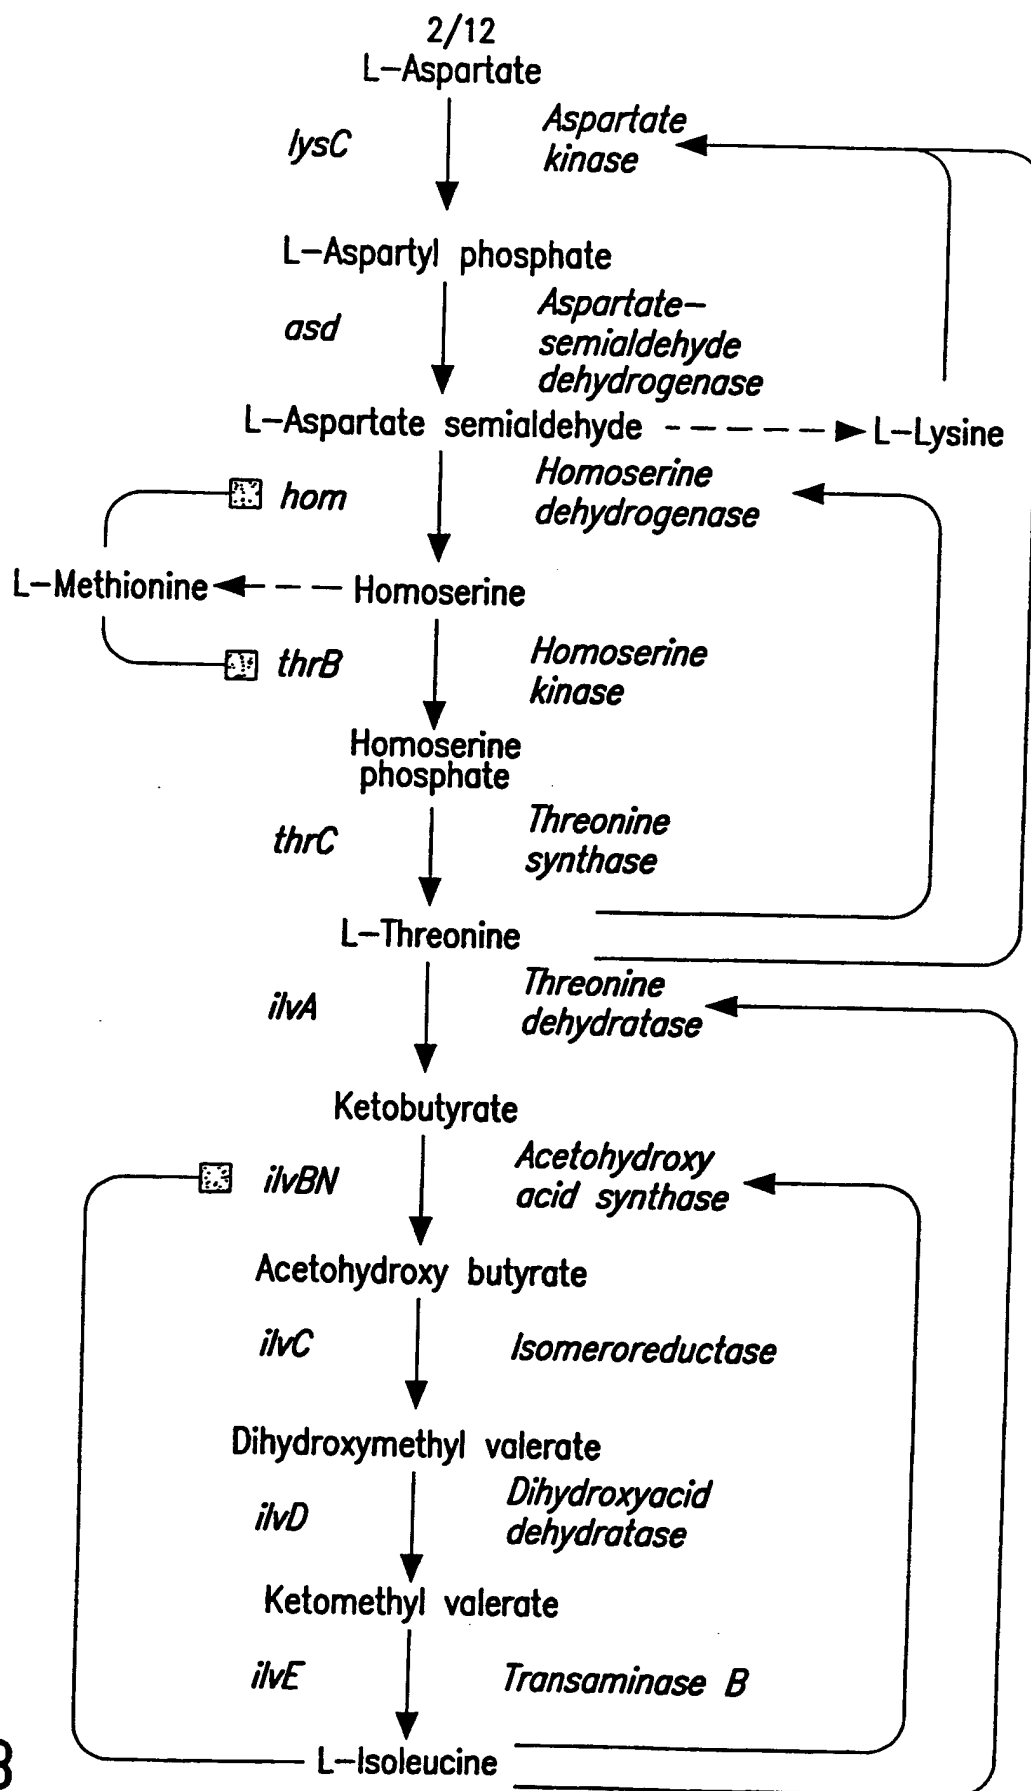 2/12
L-Aspartate
lysC
Aspartate
kinase
L-Aspartyl phosphate
asd
Aspartate-
semialdehyde
dehydrogenase
L-Aspartate semialdehyde
L-Lysine
hom
Homoserine
dehydrogenase
L-Methionine
Homoserine
thrB
Homoserine
kinase
Homoserine
phosphate
thrC
Threonine
synthase
L-Threonine
ilvA
Threonine
dehydratase
Ketobutyrate
ilvBN
Acetohydroxy
acid synthase
Acetohydroxy butyrate
ilvC
Isomeroreductase
Dihydroxymethyl valerate
ilvD
Dihydroxyacid
dehydratase
Ketomethyl valerate
ilvE
Transaminase B
L-Isoleucine